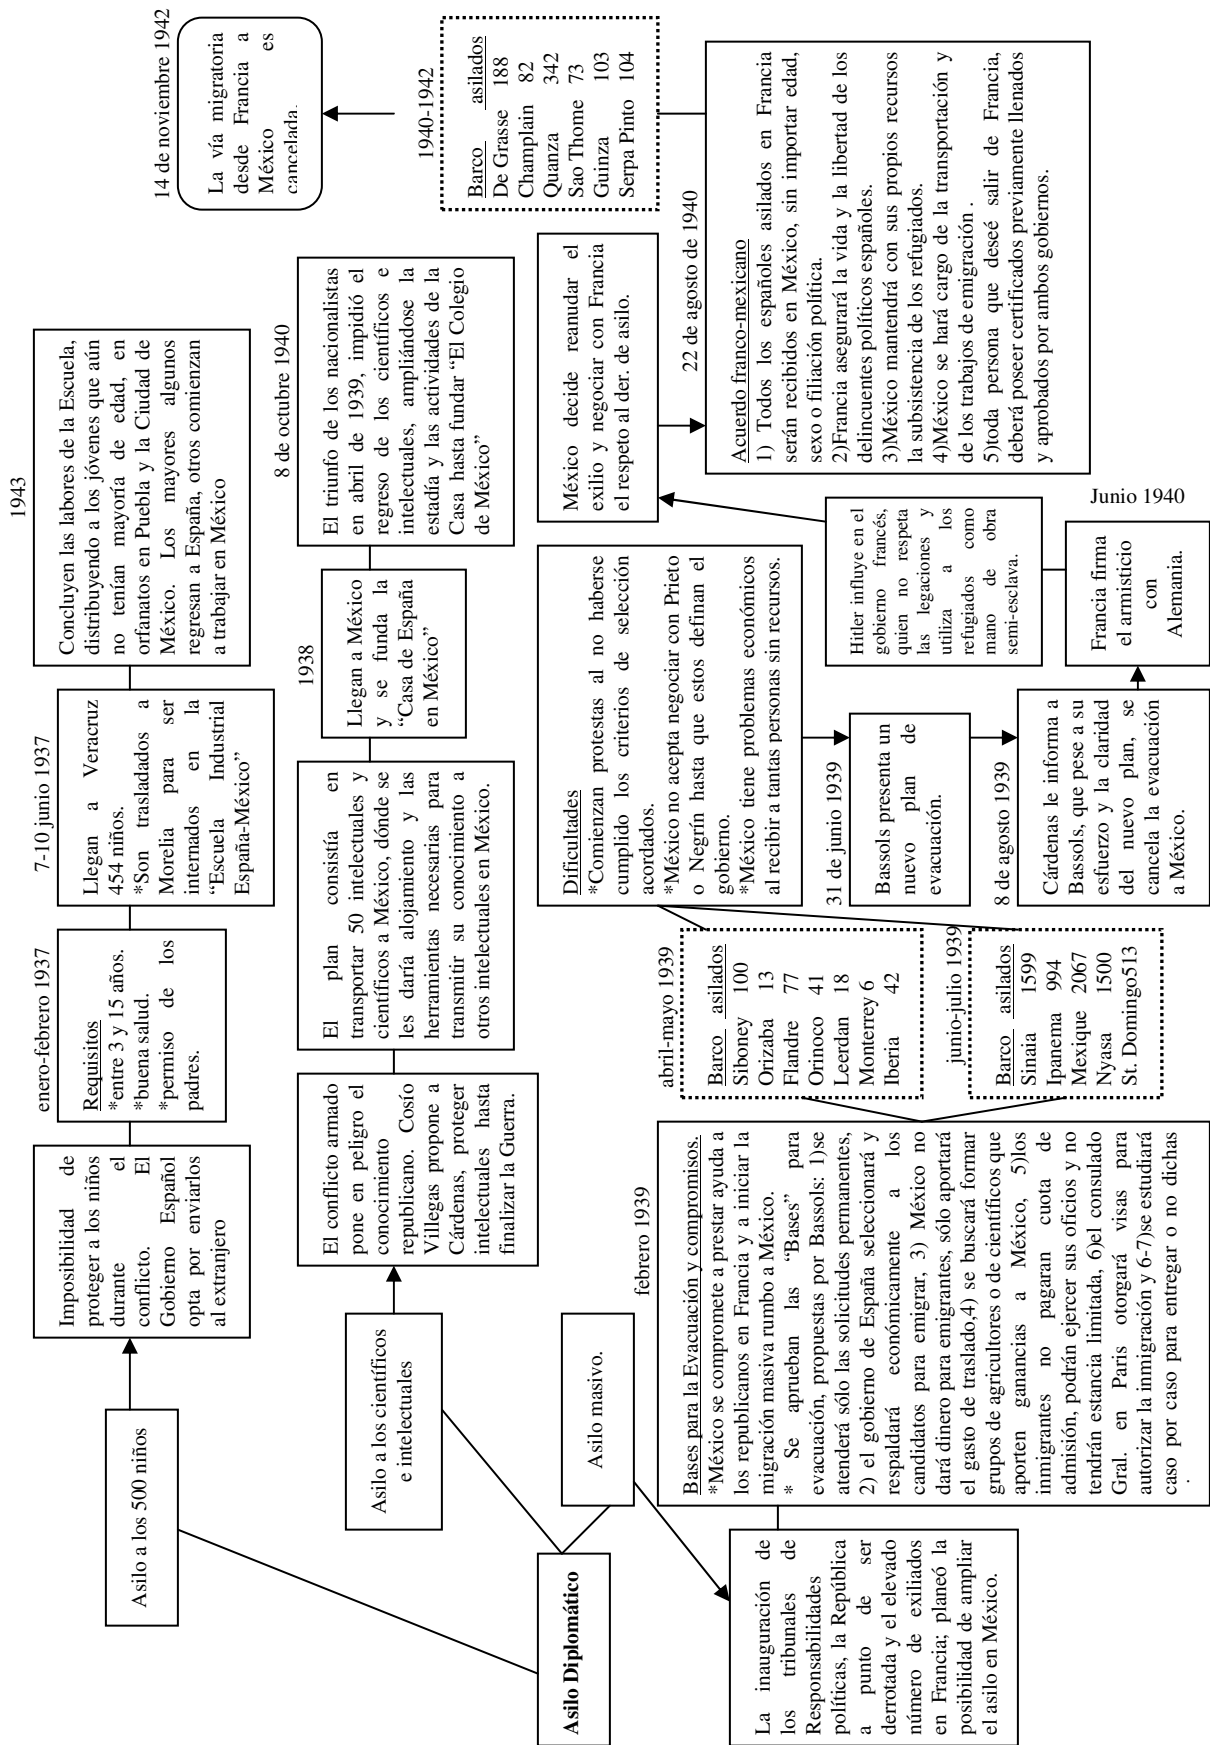 Asilo Diplomático
Asilo a los 500 niños
Imposibilidad de
proteger a los niños
durante el
conflicto. El
Gobierno Español
opta por enviarlos
al extranjero
enero-febrero 1937
Requisitos
*entre 3 y 15 años.
*buena salud.
*permiso de los
padres.
7-10 junio 1937
Llegan a Veracruz
454 niños.
*Son trasladados a
Morelia para ser
internados en la
“Escuela Industrial
España-México”
1943
Concluyen las labores de la Escuela,
distribuyendo a los jóvenes que aún
no tenían mayoría de edad, en
orfanatos en Puebla y la Ciudad de
México. Los mayores algunos
regresan a España, otros comienzan
a trabajar en México
Asilo a los científicos
e intelectuales
El conflicto armado
pone en peligro el
conocimiento
republicano. Cosío
Villegas propone a
Cárdenas, proteger
intelectuales hasta
finalizar la Guerra.
El plan consistía en
transportar 50 intelectuales y
científicos a México, dónde se
les daría alojamiento y las
herramientas necesarias para
transmitir su conocimiento a
otros intelectuales en México.
1938
Llegan a México
y se funda la
“Casa de España
en México”
8 de octubre 1940
El triunfo de los nacionalistas
en abril de 1939, impidió el
regreso de los científicos e
intelectuales, ampliándose la
estadía y las actividades de la
Casa hasta fundar “El Colegio
de México”
Asilo masivo.
La inauguración de
los tribunales de
Responsabilidades
políticas, la República
a punto de ser
derrotada y el elevado
número de exiliados
en Francia; planeó la
posibilidad de ampliar
el asilo en México.
febrero 1939
Bases para la Evacuación y compromisos.
*México se compromete a prestar ayuda a
los republicanos en Francia y a iniciar la
migración masiva rumbo a México.
* Se aprueban las “Bases” para
evacuación, propuestas por Bassols: 1)se
atenderá sólo las solicitudes permanentes,
2) el gobierno de España seleccionará y
respaldará económicamente a los
candidatos para emigrar, 3) México no
dará dinero para emigrantes, sólo aportará
el gasto de traslado,4) se buscará formar
grupos de agricultores o de científicos que
aporten ganancias a México, 5)los
inmigrantes no pagaran cuota de
admisión, podrán ejercer sus oficios y no
tendrán estancia limitada, 6)el consulado
Gral. en Paris otorgará visas para
autorizar la inmigración y 6-7)se estudiará
caso por caso para entregar o no dichas
.
abril-mayo 1939
Barco asilados
Siboney 100
Orizaba 13
Flandre 77
Orinoco 41
Leerdan 18
Monterrey 6
Iberia 42
junio-julio 1939
Barco asilados
Sinaia 1599
Ipanema 994
Mexique 2067
Nyasa 1500
St. Domingo513
Dificultades
*Comienzan protestas al no haberse
cumplido los criterios de selección
acordados.
*México no acepta negociar con Prieto
o Negrín hasta que estos definan el
gobierno.
*México tiene problemas económicos
al recibir a tantas personas sin recursos.
31 de junio 1939
Bassols presenta un
nuevo plan de
evacuación.
8 de agosto 1939
Cárdenas le informa a
Bassols, que pese a su
esfuerzo y la claridad
del nuevo plan, se
cancela la evacuación
a México.
Junio 1940
Francia firma
el armisticio
con
Alemania.
Hitler influye en el
gobierno francés,
quien no respeta
las legaciones y
utiliza a los
refugiados como
mano de obra
semi-esclava.
México decide reanudar el
exilio y negociar con Francia
el respeto al der. de asilo.
22 de agosto de 1940
Acuerdo franco-mexicano
1) Todos los españoles asilados en Francia
serán recibidos en México, sin importar edad,
sexo o filiación política.
2)Francia asegurará la vida y la libertad de los
delincuentes políticos españoles.
3)México mantendrá con sus propios recursos
la subsistencia de los refugiados.
4)México se hará cargo de la transportación y
de los trabajos de emigración .
5)toda persona que deseé salir de Francia,
deberá poseer certificados previamente llenados
y aprobados por ambos gobiernos.
1940-1942
Barco asilados
De Grasse 188
Champlain 82
Quanza 342
Sao Thome 73
Guinza 103
Serpa Pinto 104
14 de noviembre 1942
La vía migratoria
desde Francia a
México es
cancelada.